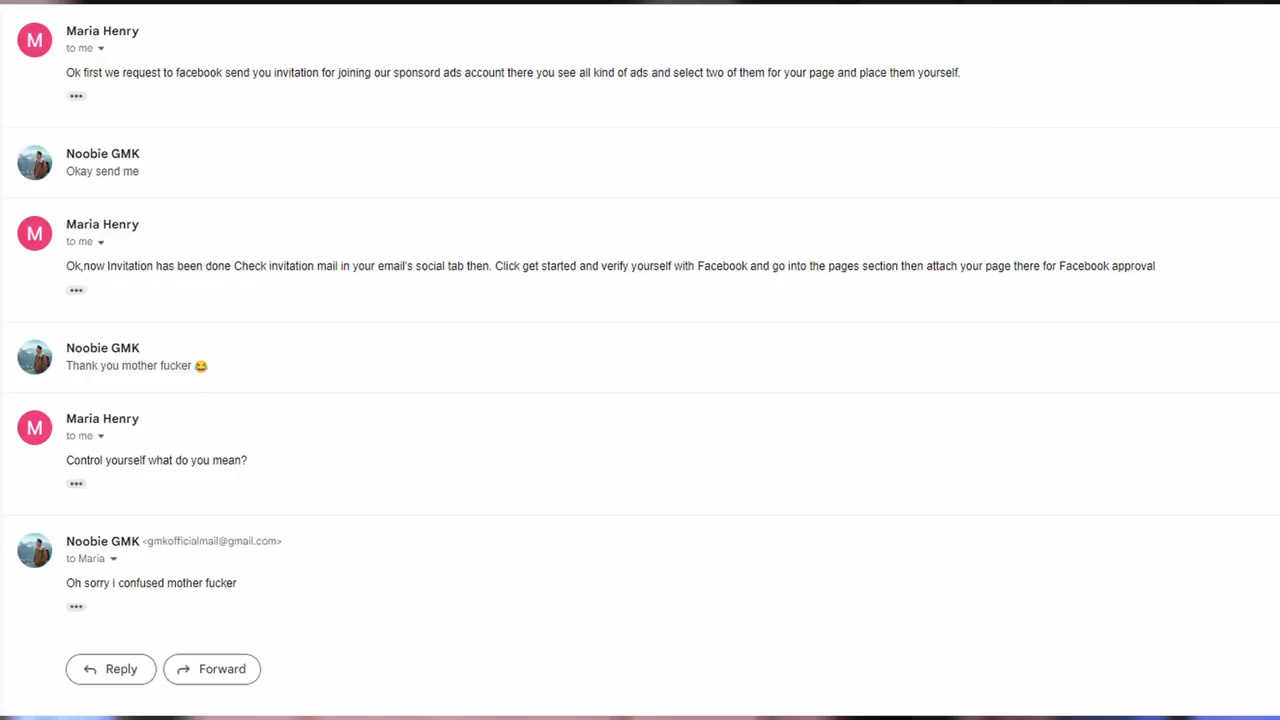 M
Maria Henry
to me
Ok first we request to facebook send you invitation for joining our sponsord ads account there you see all kind of ads and select two of them for your page and place them yourself.
Noobie GMK
Okay send me
M
Maria Henry
to me
Ok,now Invitation has been done Check invitation mail in your email's social tab then. Click get started and verify yourself with Facebook and go into the pages section then attach your page there for Facebook approval
Noobie GMK
Thank you mother fucker 😂
M
Maria Henry
to me
Control yourself what do you mean?
Noobie GMK <gmkofficialmail@gmail.com>
to Maria
Oh sorry i confused mother fucker
Reply Forward